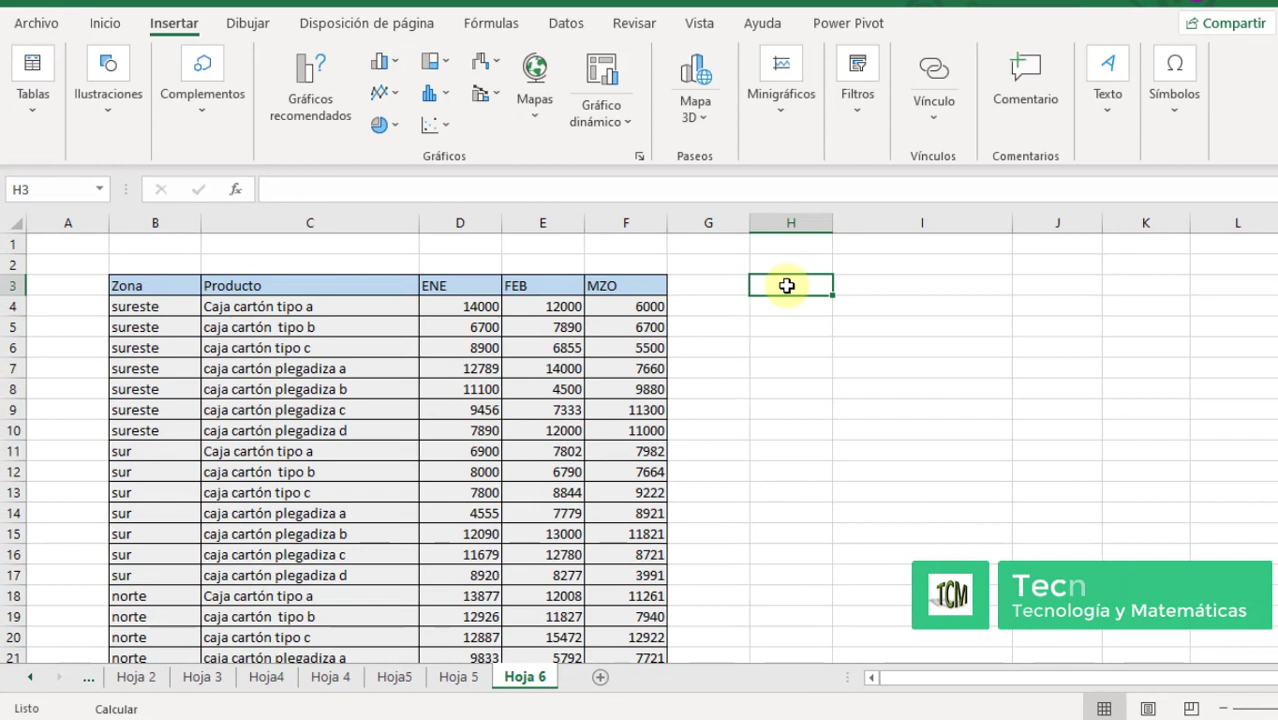 Archivo Inicio Insertar Dibujar Disposición de página Fórmulas Datos Revisar Vista Ayuda Power Pivot Compartir
Tablas Ilustraciones Complementos Gráficos recomendados Mapas Gráfico dinámico Mapa 3D Minigráficos Filtros Vínculo Comentario Texto Símbolos
Gráficos Paseos Vínculos Comentarios
H3 fx
A B C D E F G H I J K L
1
2
3 Zona Producto ENE FEB MZO
4 sureste Caja cartón tipo a 14000 12000 6000
5 sureste caja cartón  tipo b 6700 7890 6700
6 sureste caja cartón tipo c 8900 6855 5500
7 sureste caja cartón plegadiza a 12789 14000 7660
8 sureste caja cartón plegadiza b 11100 4500 9880
9 sureste caja cartón plegadiza c 9456 7333 11300
10 sureste caja cartón plegadiza d 7890 12000 11000
11 sur Caja cartón tipo a 6900 7802 7982
12 sur caja cartón  tipo b 8000 6790 7664
13 sur caja cartón tipo c 7800 8844 9222
14 sur caja cartón plegadiza a 4555 7779 8921
15 sur caja cartón plegadiza b 12090 13000 11821
16 sur caja cartón plegadiza c 11679 12780 8721
17 sur caja cartón plegadiza d 8920 8277 3991
18 norte Caja cartón tipo a 13877 12008 11261
19 norte caja cartón  tipo b 12926 11827 7940
20 norte caja cartón tipo c 12887 15472 12922
21 norte caja cartón plegadiza a 9833 5792 7721
TCM Tecn
Tecnología y Matemáticas
... Hoja 2 Hoja 3 Hoja4 Hoja 4 Hoja5 Hoja 5 Hoja 6
Listo Calcular